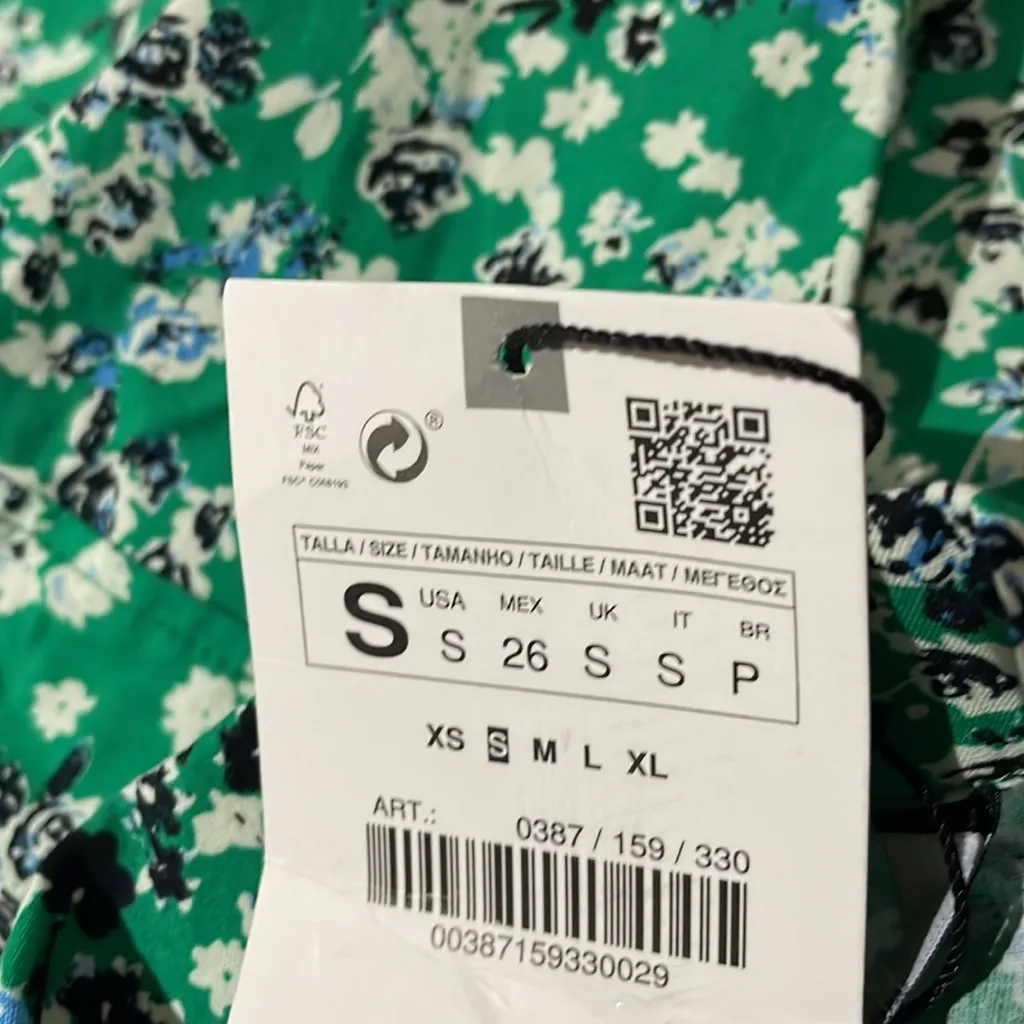 FSC
MIX
Paper
®
TALLA / SIZE / TAMANHO / TAILLE / MAAT / ΜΕΓΕΘΟΣ
S
USA MEX UK IT BR
S 26 S S P
XS S M L XL
ART.:
0387 / 159 / 330
00387159330029